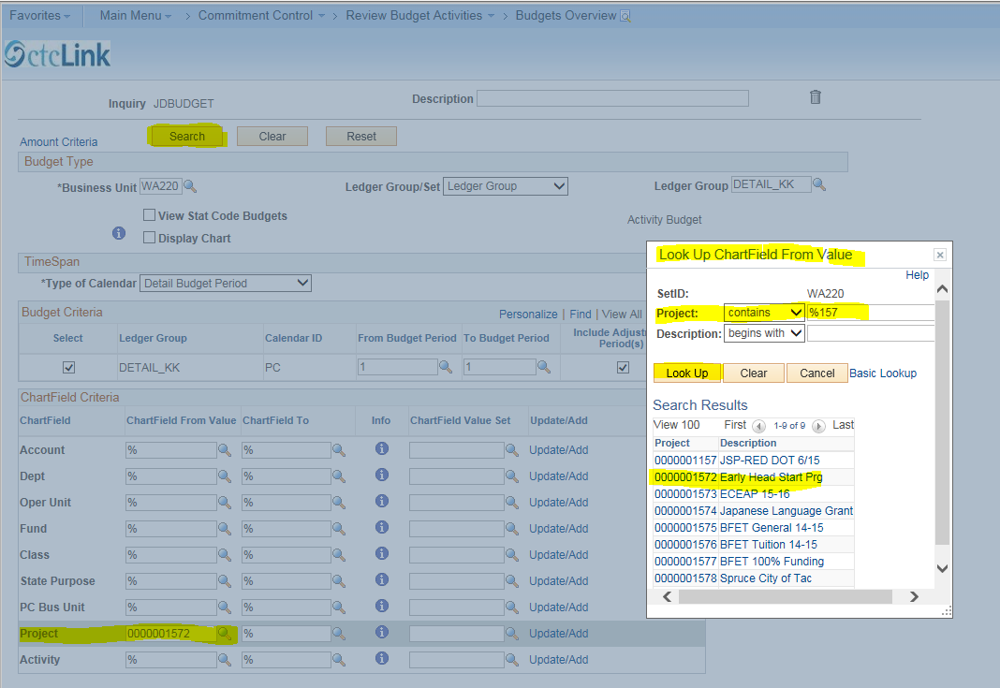 Favorites Main Menu > Commitment Control > Review Budget Activities > Budgets Overview
ctcLink
Inquiry JDBUDGET Description
Amount Criteria Search Clear Reset
Budget Type
*Business Unit WA220 Ledger Group/Set Ledger Group Ledger Group DETAIL_KK
View Stat Code Budgets Activity Budget
Display Chart
TimeSpan
*Type of Calendar Detail Budget Period
Budget Criteria Personalize | Find | View All
Select Ledger Group Calendar ID From Budget Period To Budget Period Include Adjustm
Period(s)
DETAIL_KK PC 1 1
ChartField Criteria
ChartField ChartField From Value ChartField To Info ChartField Value Set Update/Add
Account % % Update/Add
Dept % % Update/Add
Oper Unit % % Update/Add
Fund % % Update/Add
Class % % Update/Add
State Purpose % % Update/Add
PC Bus Unit % % Update/Add
Project 0000001572 % Update/Add
Activity % % Update/Add
Look Up ChartField From Value
Help
SetID: WA220
Project: contains %157
Description: begins with
Look Up Clear Cancel Basic Lookup
Search Results
View 100 First 1-9 of 9 Last
Project Description
0000001157 JSP-RED DOT 6/15
0000001572 Early Head Start Prg
0000001573 ECEAP 15-16
0000001574 Japanese Language Grant
0000001575 BFET General 14-15
0000001576 BFET Tuition 14-15
0000001577 BFET 100% Funding
0000001578 Spruce City of Tac